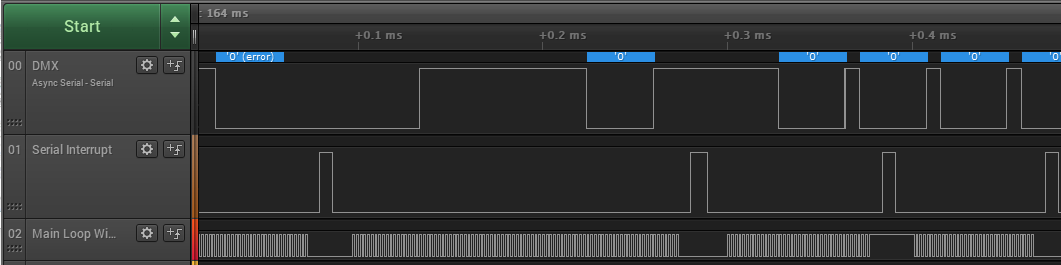 : 164 ms
Start
+0.1 ms +0.2 ms +0.3 ms +0.4 ms
'0' (error) '0' '0' '0' '0' '0'
00 DMX
Async Serial - Serial
01 Serial Interrupt
02 Main Loop Wi...